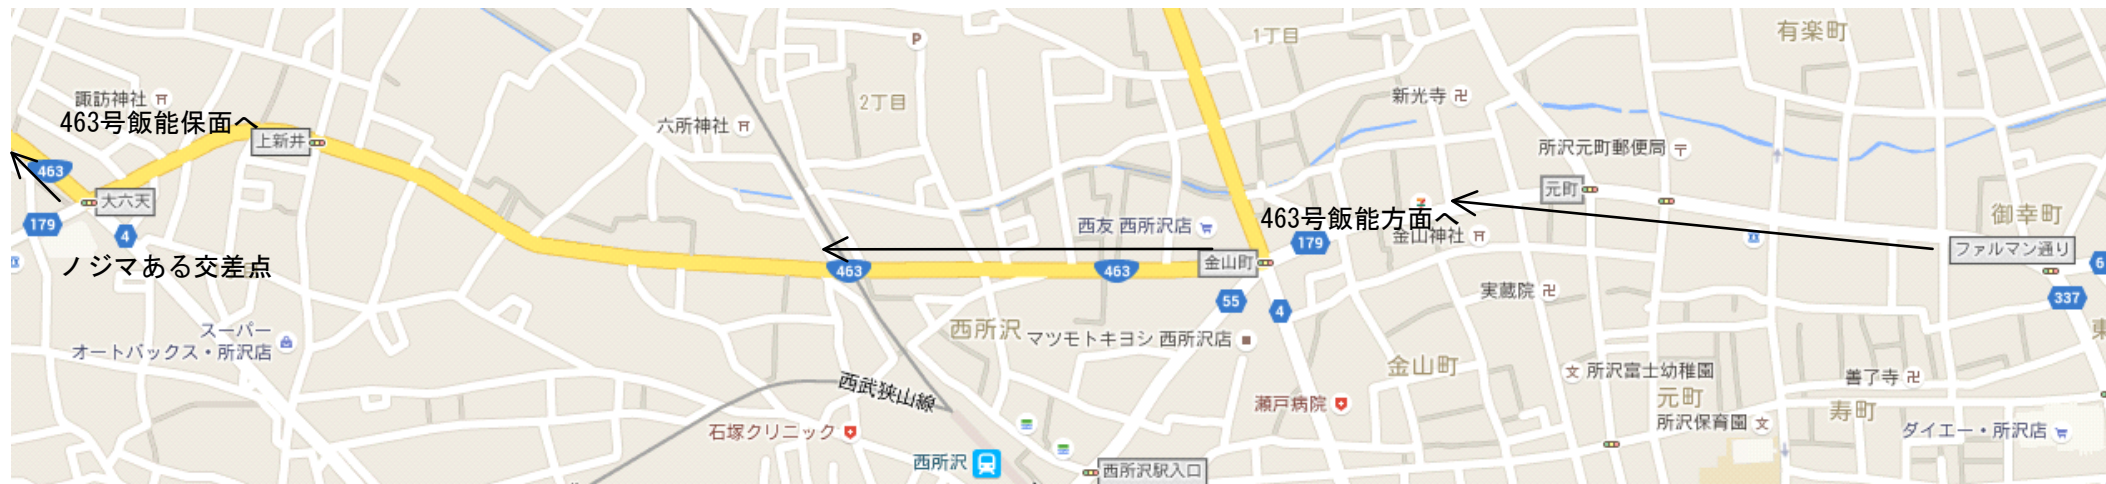 有楽町
1丁目
P
2丁目
諏訪神社
新光寺
463号飯能保面へ
上新井
六所神社
所沢元町郵便局
463
大六天
元町
179
4
西友 西所沢店
463号飯能方面へ
金山神社
御幸町
179
ファルマン通り
6
ノジマある交差点
463
463
金山町
55
4
実蔵院
337
スーパー
オートバックス・所沢店
西所沢
マツモトキヨシ 西所沢店
東
金山町
所沢富士幼稚園
善了寺
西武狭山線
瀬戸病院
元町
寿町
石塚クリニック
所沢保育園
ダイエー・所沢店
西所沢
西所沢駅入口